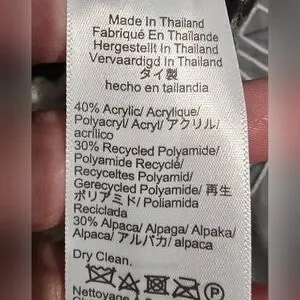 Made In Thailand
Fabriqué En Thaïlande
Hergestellt In Thailand
Vervaardigd In Thailand
タイ製
hecho en tailandia
40% Acrylic/ Acrylique/
Polyacryl/ Acryl/ アクリル/
acrílico
30% Recycled Polyamide/
Polyamide Recyclé/
Recyceltes Polyamid/
Gerecycled Polyamide/ 再生
ポリアミド/ Poliamida
Reciclada
30% Alpaca/ Alpaga/ Alpaka/
Alpaca/ アルパカ/ alpaca
Dry Clean.
Nettoyage